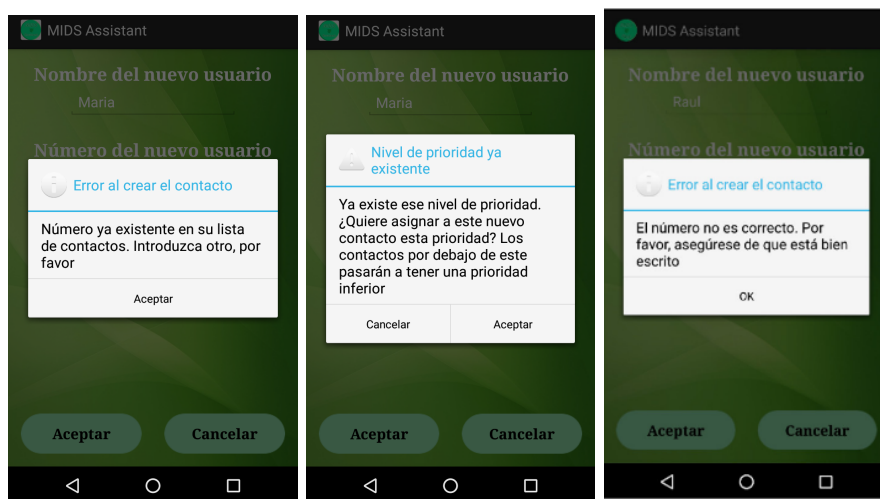 MIDS Assistant
Nombre del nuevo usuario
Maria
Número del nuevo usuario
Error al crear el contacto
Número ya existente en su lista
de contactos. Introduzca otro, por
favor
Aceptar
Aceptar
Cancelar
MIDS Assistant
Nombre del nuevo usuario
Maria
Nivel de prioridad ya
existente
Ya existe ese nivel de prioridad.
¿Quiere asignar a este nuevo
contacto esta prioridad? Los
contactos por debajo de este
pasarán a tener una prioridad
inferior
Cancelar
Aceptar
Aceptar
Cancelar
MIDS Assistant
Nombre del nuevo usuario
Raul
Número del nuevo usuario
Error al crear el contacto
El número no es correcto. Por
favor, asegúrese de que está bien
escrito
OK
Aceptar
Cancelar